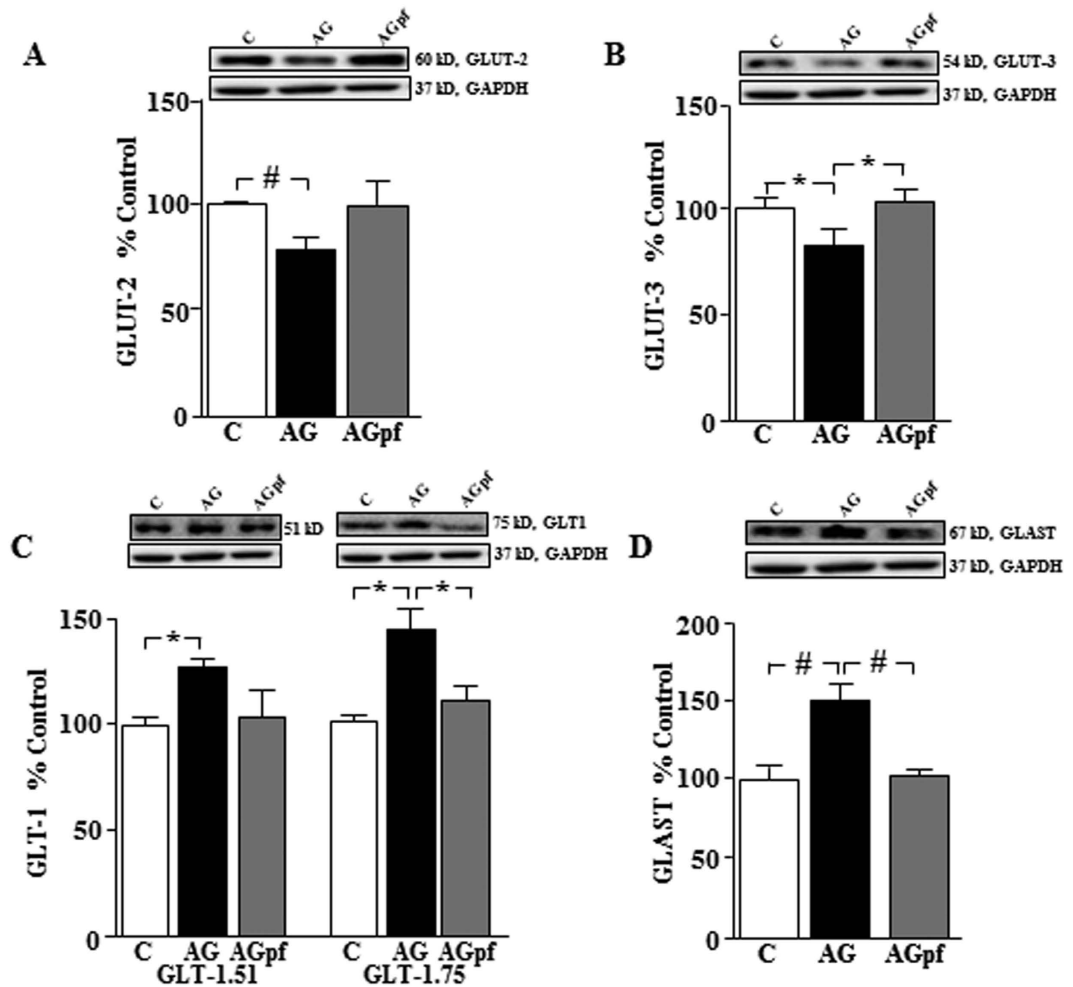 A
C AG AGpf
60 kD, GLUT-2
37 kD, GAPDH
GLUT-2 % Control
150
100
50
0
#
C AG AGpf
B
C AG AGpf
54 kD, GLUT-3
37 kD, GAPDH
GLUT-3 % Control
150
100
50
0
* *
C AG AGpf
C
C AG AGpf
51 kD
C AG AGpf
75 kD, GLT1
37 kD, GAPDH
GLT-1 % Control
150
100
50
0
* * *
C AG AGpf C AG AGpf
GLT-1.51 GLT-1.75
D
C AG AGpf
67 kD, GLAST
37 kD, GAPDH
GLAST % Control
200
150
100
50
0
# #
C AG AGpf